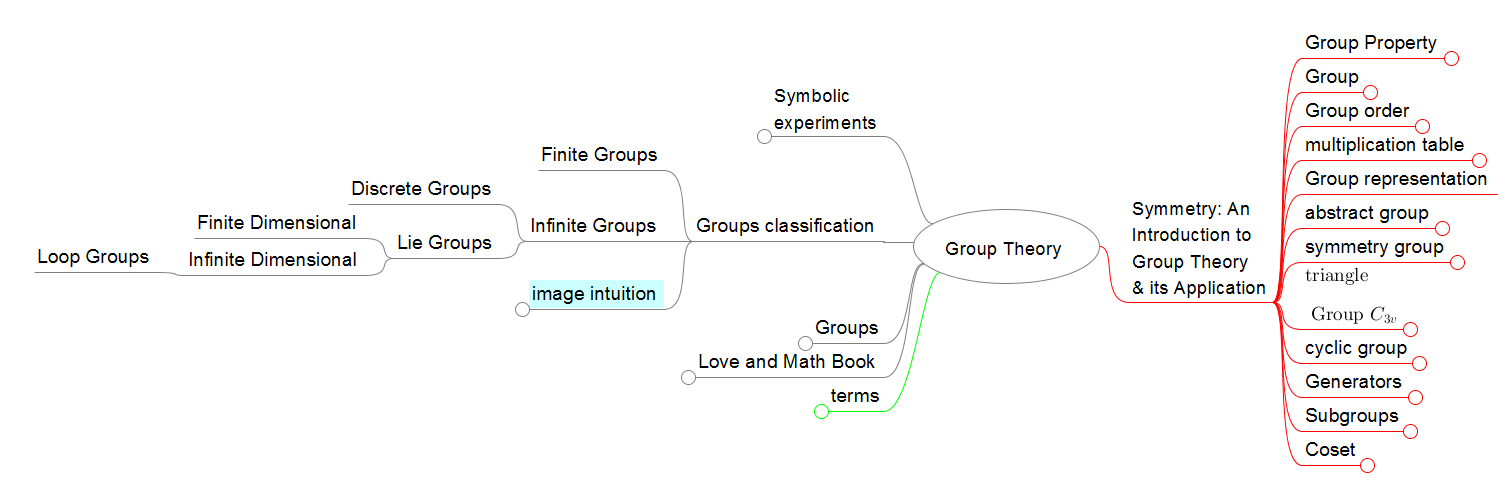 Group Theory
Symbolic
experiments
Groups classification
Finite Groups
Infinite Groups
Discrete Groups
Lie Groups
Finite Dimensional
Infinite Dimensional
Loop Groups
image intuition
Groups
Love and Math Book
terms
Symmetry: An
Introduction to
Group Theory
& its Application
Group Property
Group
Group order
multiplication table
Group representation
abstract group
symmetry group
triangle
Group C₃ᵥ
cyclic group
Generators
Subgroups
Coset